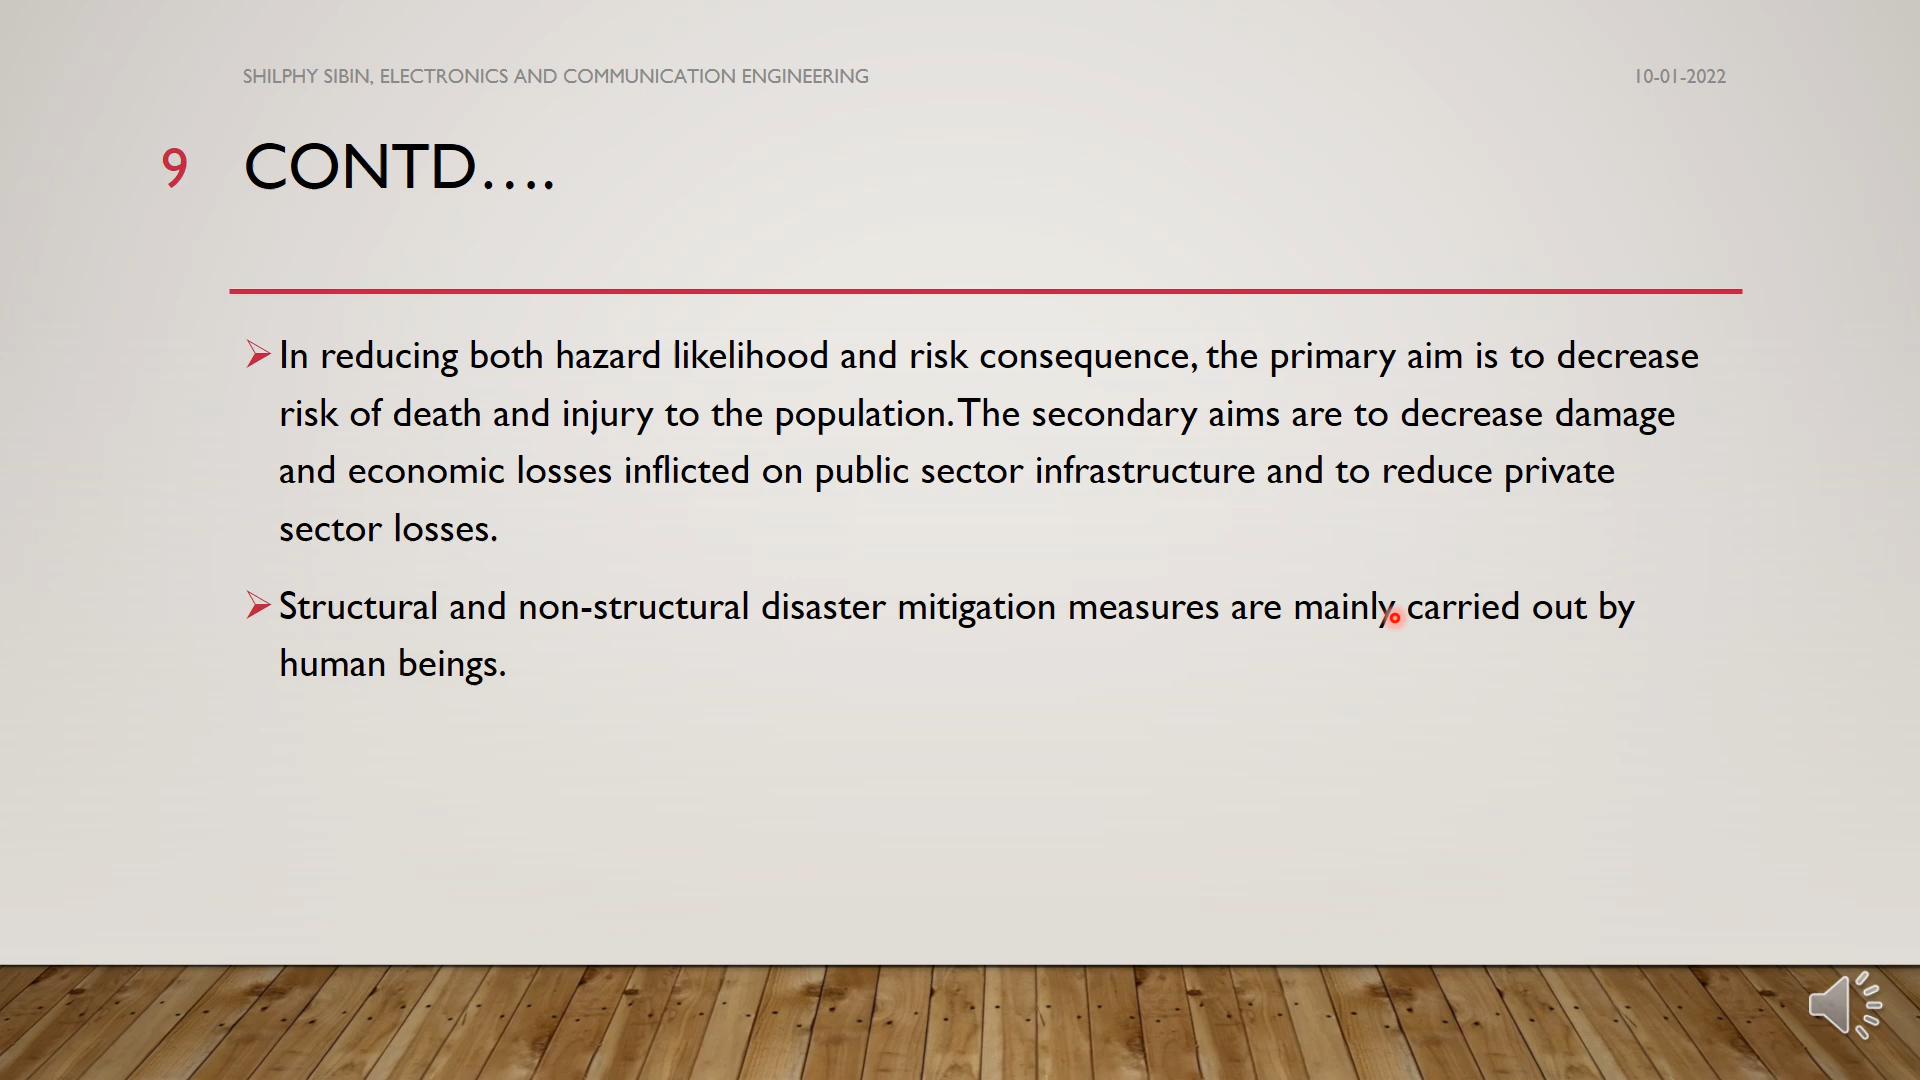 SHILPHY SIBIN, ELECTRONICS AND COMMUNICATION ENGINEERING
10-01-2022
9
CONTD….
In reducing both hazard likelihood and risk consequence, the primary aim is to decrease
risk of death and injury to the population. The secondary aims are to decrease damage
and economic losses inflicted on public sector infrastructure and to reduce private
sector losses.
Structural and non-structural disaster mitigation measures are mainly carried out by
human beings.